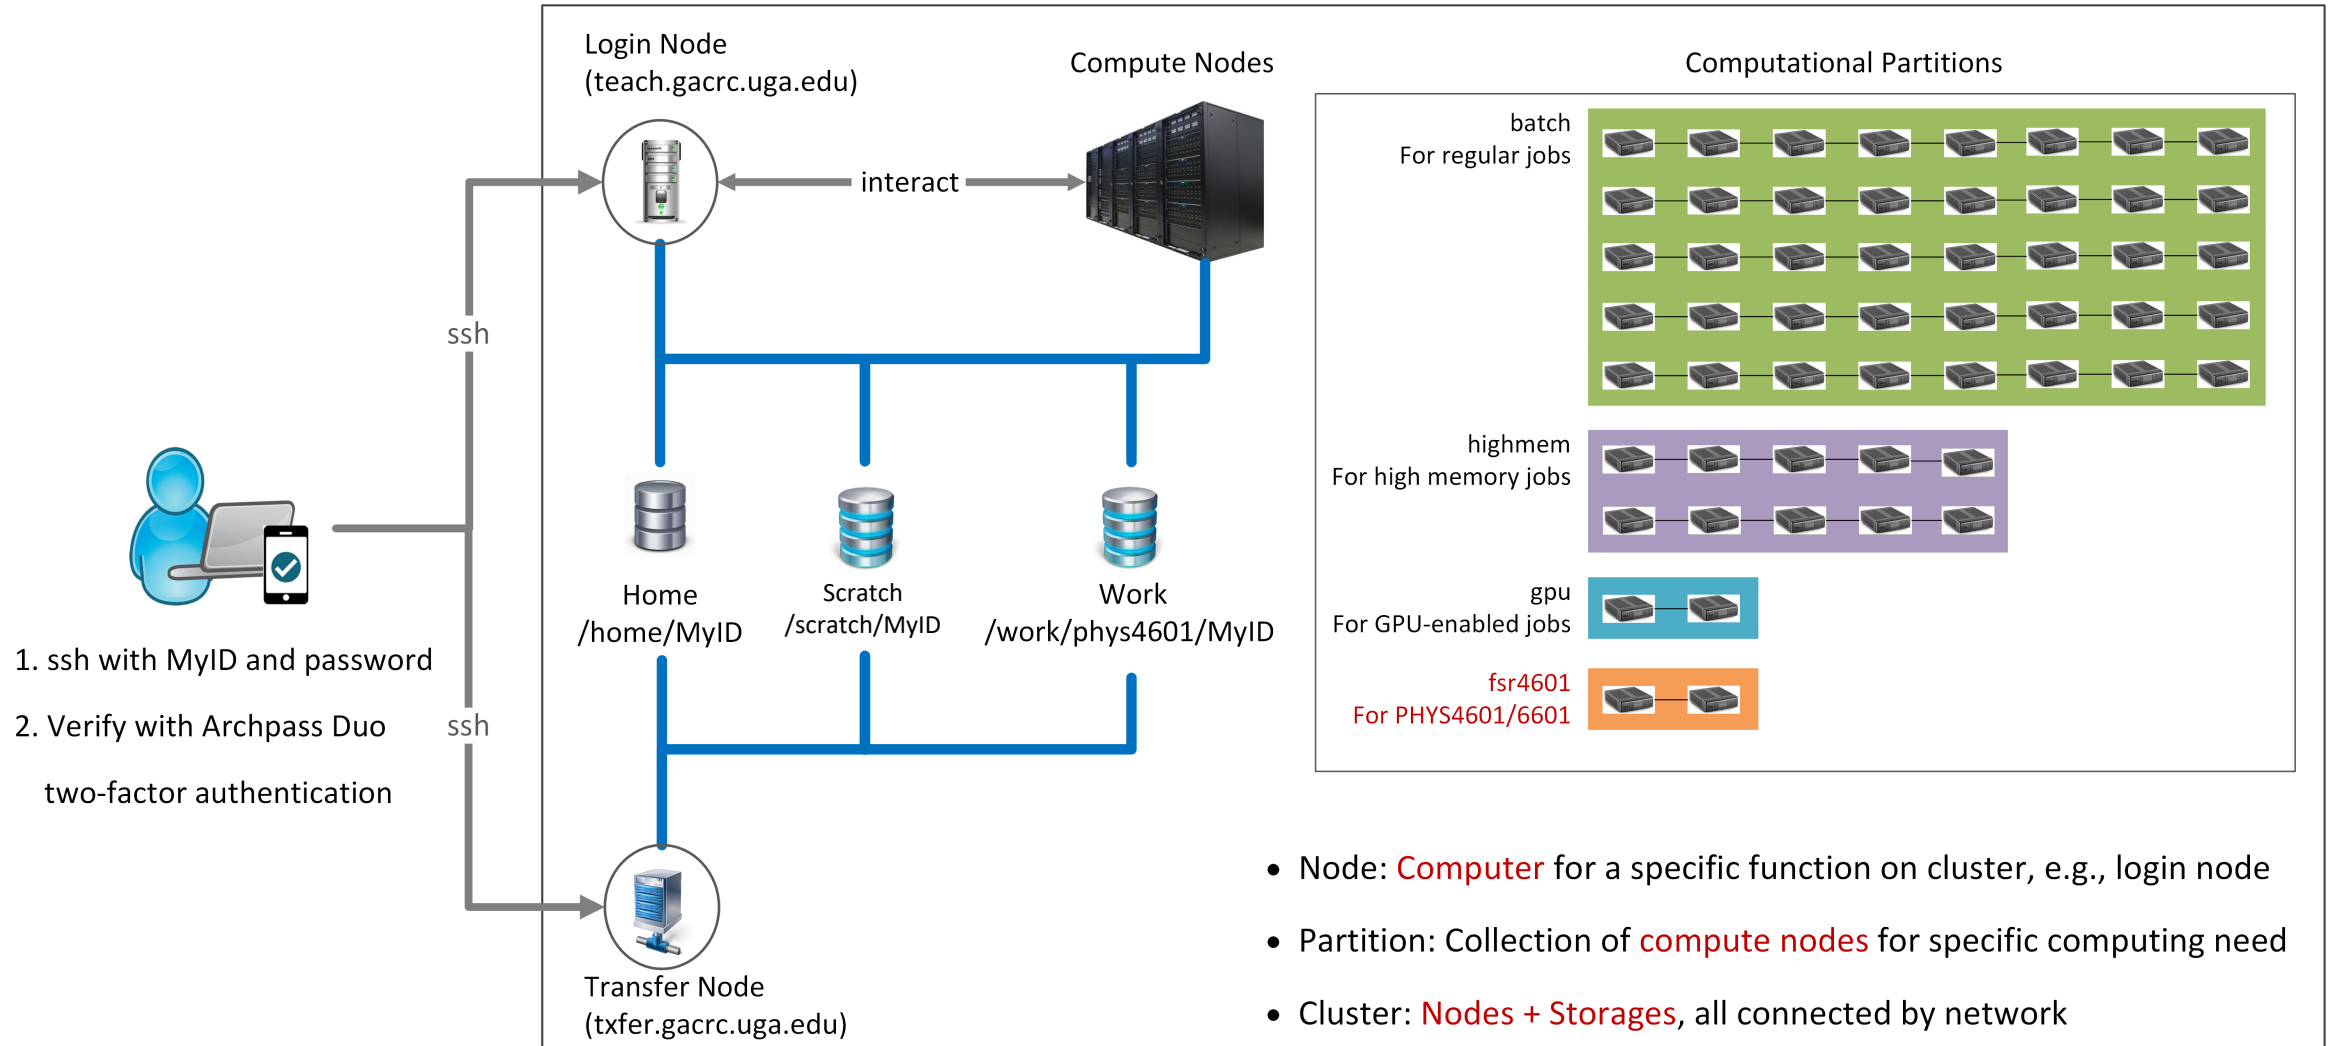 Login Node
(teach.gacrc.uga.edu)
Compute Nodes
Computational Partitions
interact
batch
For regular jobs
highmem
For high memory jobs
gpu
For GPU-enabled jobs
fsr4601
For PHYS4601/6601
ssh
ssh
Home
/home/MyID
Scratch
/scratch/MyID
Work
/work/phys4601/MyID
1. ssh with MyID and password
2. Verify with Archpass Duo
two-factor authentication
Transfer Node
(txfer.gacrc.uga.edu)
• Node: Computer for a specific function on cluster, e.g., login node
• Partition: Collection of compute nodes for specific computing need
• Cluster: Nodes + Storages, all connected by network